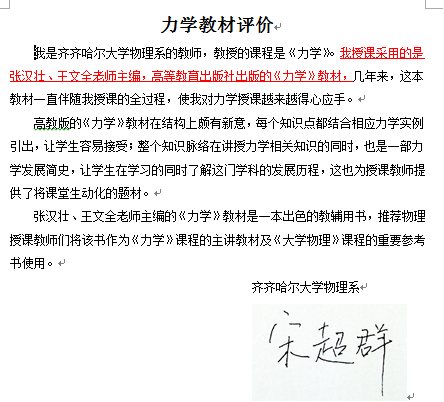 力学教材评价
我是齐齐哈尔大学物理系的教师，教授的课程是《力学》。我授课采用的是
张汉壮、王文全老师主编，高等教育出版社出版的《力学》教材，几年来，这本
教材一直伴随我授课的全过程，使我对力学授课越来越得心应手。
高教版的《力学》教材在结构上颇有新意，每个知识点都结合相应力学实例
引出，让学生容易接受；整个知识脉络在讲授力学相关知识的同时，也是一部力
学发展简史，让学生在学习的同时了解这门学科的发展历程，这也为授课教师提
供了将课堂生动化的题材。
张汉壮、王文全老师主编的《力学》教材是一本出色的教辅用书，推荐物理
授课教师们将该书作为《力学》课程的主讲教材及《大学物理》课程的重要参考
书使用。
齐齐哈尔大学物理系
宋超群